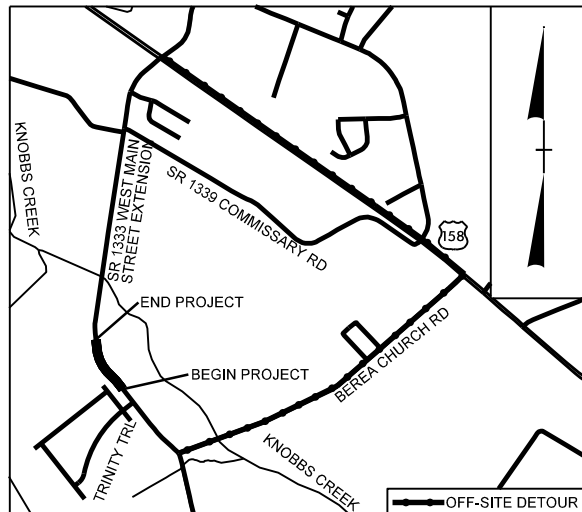 KNOBBS CREEK
SR 1333 WEST MAIN
STREET EXTENSION
SR 1339 COMMISSARY RD
158
END PROJECT
BEGIN PROJECT
BEREA CHURCH RD
TRINITY TRL
KNOBBS CREEK
OFF-SITE DETOUR